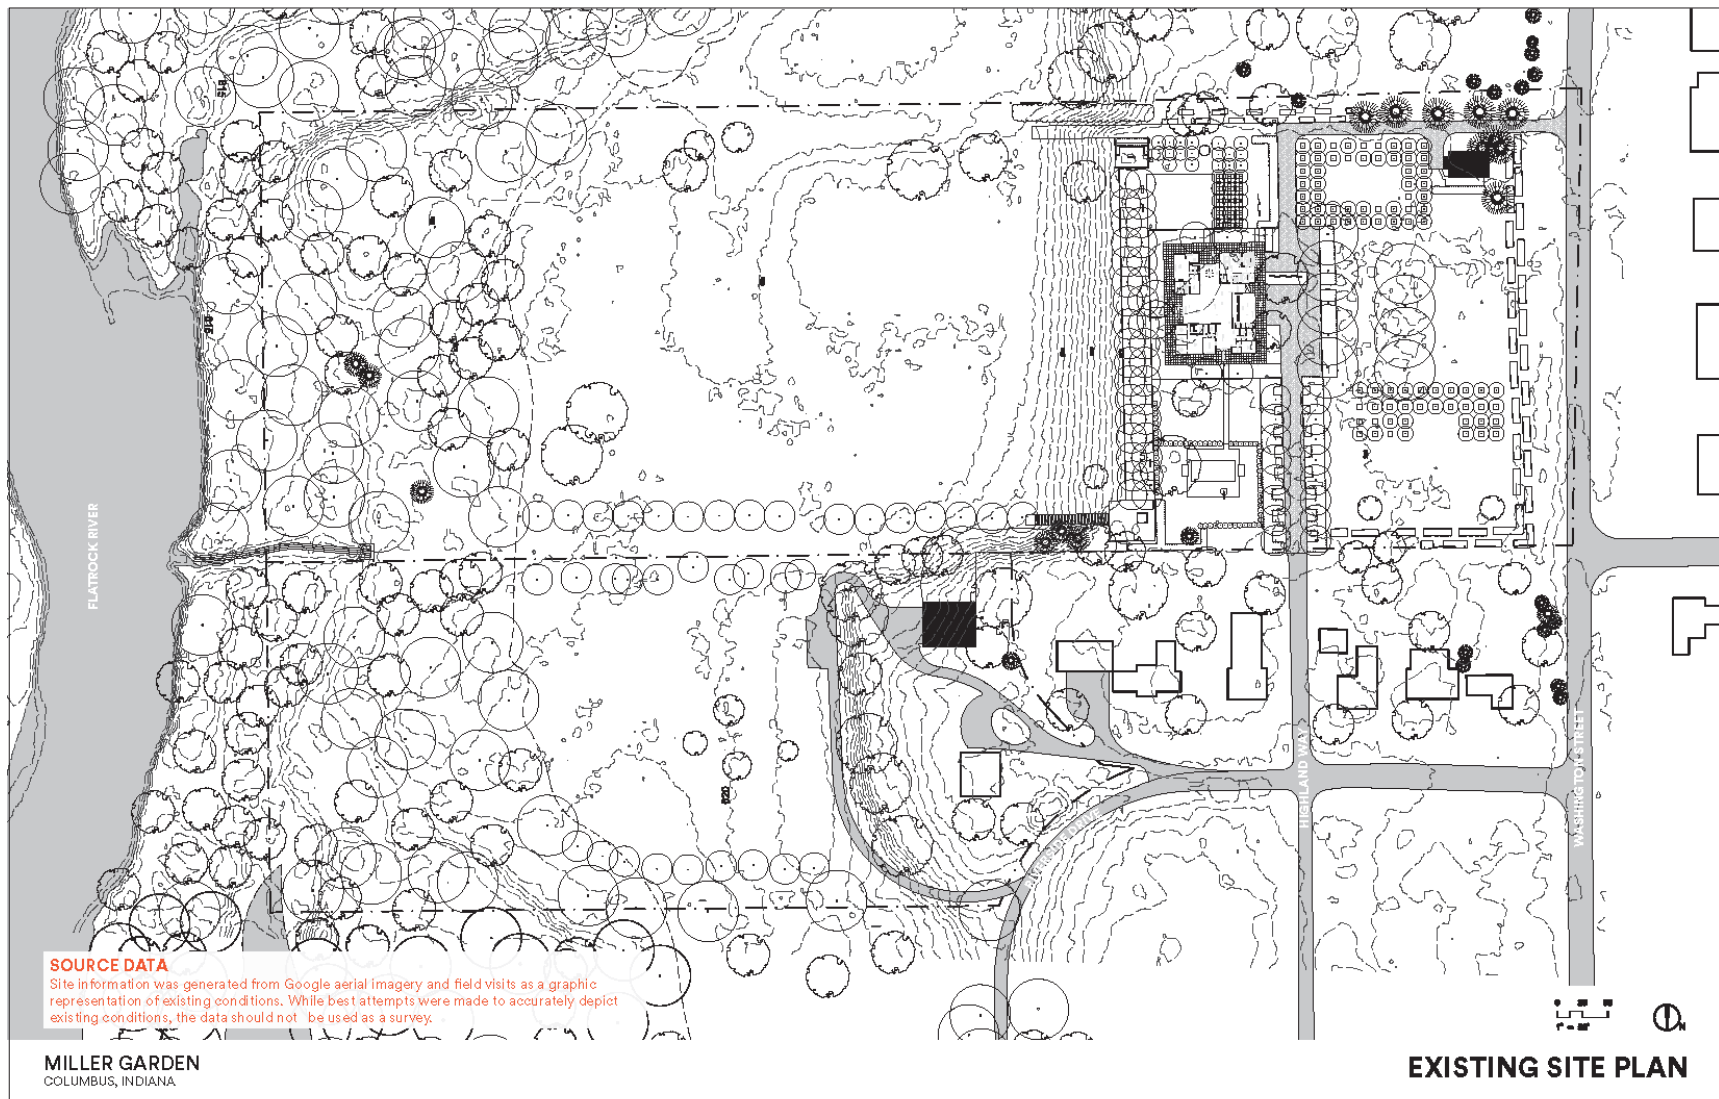 FLATROCK RIVER
820
HIGHLAND WAY
WASHINGTON STREET
SOURCE DATA
Site information was generated from Google aerial imagery and field visits as a graphic
representation of existing conditions. While best attempts were made to accurately depict
existing conditions, the data should not be used as a survey.
N
MILLER GARDEN
COLUMBUS, INDIANA
EXISTING SITE PLAN